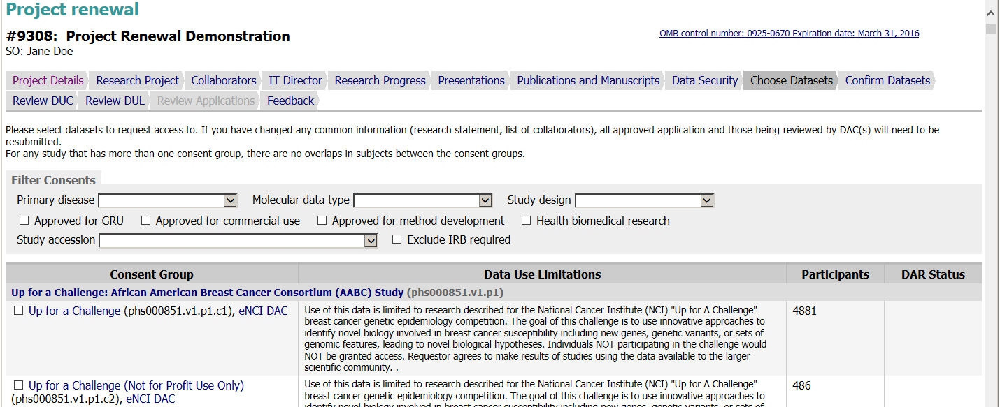 Project renewal
#9308:  Project Renewal Demonstration
OMB control number: 0925-0670 Expiration date: March 31, 2016
SO: Jane Doe
Project Details Research Project Collaborators IT Director Research Progress Presentations Publications and Manuscripts Data Security Choose Datasets Confirm Datasets
Review DUC Review DUL Review Applications Feedback
Please select datasets to request access to. If you have changed any common information (research statement, list of collaborators), all approved application and those being reviewed by DAC(s) will need to be
resubmitted.
For any study that has more than one consent group, there are no overlaps in subjects between the consent groups.
Filter Consents
Primary disease Molecular data type Study design
Approved for GRU Approved for commercial use Approved for method development Health biomedical research
Study accession Exclude IRB required
Consent Group Data Use Limitations Participants DAR Status
Up for a Challenge: African American Breast Cancer Consortium (AABC) Study (phs000851.v1.p1)
Up for a Challenge (phs000851.v1.p1.c1), eNCI DAC
Use of this data is limited to research described for the National Cancer Institute (NCI) "Up for A Challenge"
breast cancer genetic epidemiology competition. The goal of this challenge is to use innovative approaches to
identify novel biology involved in breast cancer susceptibility including new genes, genetic variants, or sets of
genomic features, leading to novel biological hypotheses. Individuals NOT participating in the challenge would
NOT be granted access. Requestor agrees to make results of studies using the data available to the larger
scientific community. .
4881
Up for a Challenge (Not for Profit Use Only)
(phs000851.v1.p1.c2), eNCI DAC
Use of this data is limited to research described for the National Cancer Institute (NCI) "Up for A Challenge"
breast cancer genetic epidemiology competition. The goal of this challenge is to use innovative approaches to
identify novel biology involved in breast cancer susceptibility including new genes, genetic variants, or sets of
486